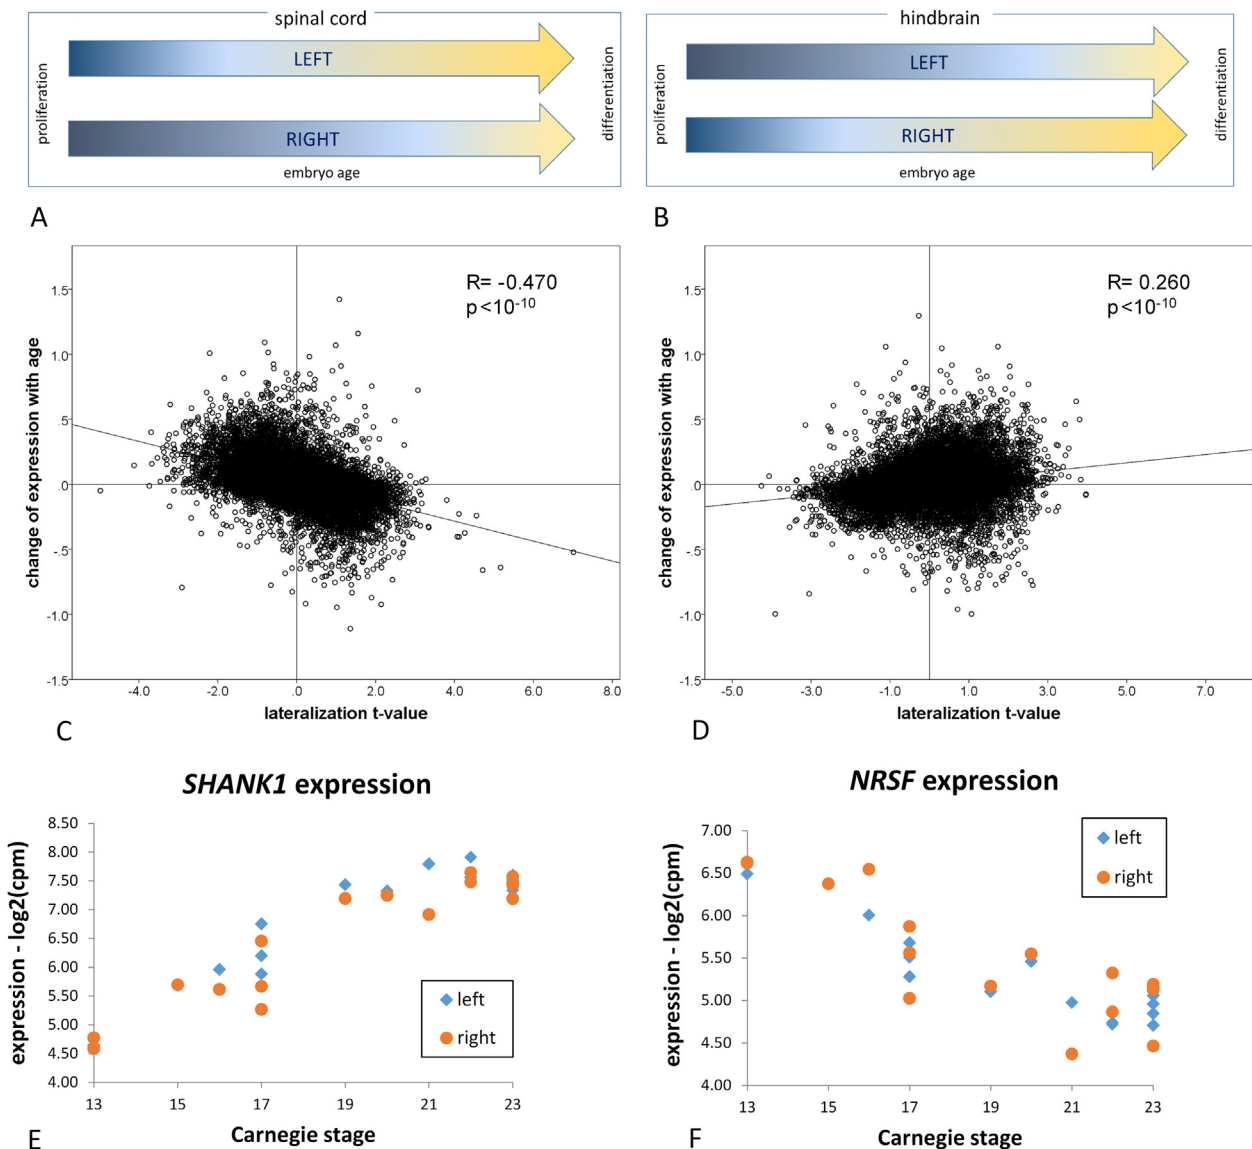 spinal cord
proliferation
LEFT
RIGHT
embryo age
differentiation
A
hindbrain
proliferation
LEFT
RIGHT
embryo age
differentiation
B
R= -0.470
p<10-10
change of expression with age
1.5
1.0
.5
.0
-.5
-1.0
-1.5
-4.0 -2.0 .0 2.0 4.0 6.0 8.0
lateralization t-value
C
R= 0.260
p<10-10
change of expression with age
1.5
1.0
.5
.0
-.5
-1.0
-1.5
-5.0 -3.0 -1.0 1.0 3.0 5.0 7.0
lateralization t-value
D
SHANK1 expression
expression - log2(cpm)
8.50
8.00
7.50
7.00
6.50
6.00
5.50
5.00
4.50
4.00
left
right
13 15 17 19 21 23
Carnegie stage
E
NRSF expression
expression - log2(cpm)
7.00
6.50
6.00
5.50
5.00
4.50
4.00
left
right
13 15 17 19 21 23
Carnegie stage
F